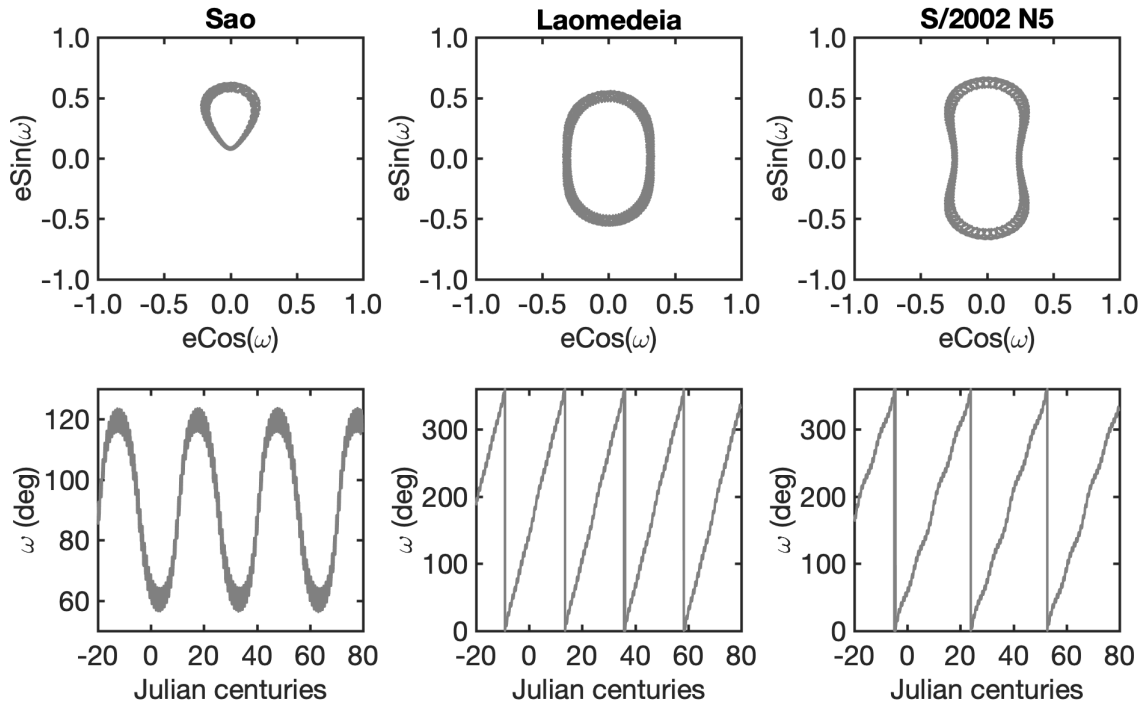 Sao
Laomedeia
S/2002 N5
1.0
0.5
0.0
-0.5
-1.0
eSin(ω)
-1.0 -0.5 0.0 0.5 1.0
eCos(ω)
1.0
0.5
0.0
-0.5
-1.0
eSin(ω)
-1.0 -0.5 0.0 0.5 1.0
eCos(ω)
1.0
0.5
0.0
-0.5
-1.0
eSin(ω)
-1.0 -0.5 0.0 0.5 1.0
eCos(ω)
120
100
80
60
ω (deg)
-20 0 20 40 60 80
Julian centuries
300
200
100
0
ω (deg)
-20 0 20 40 60 80
Julian centuries
300
200
100
0
ω (deg)
-20 0 20 40 60 80
Julian centuries